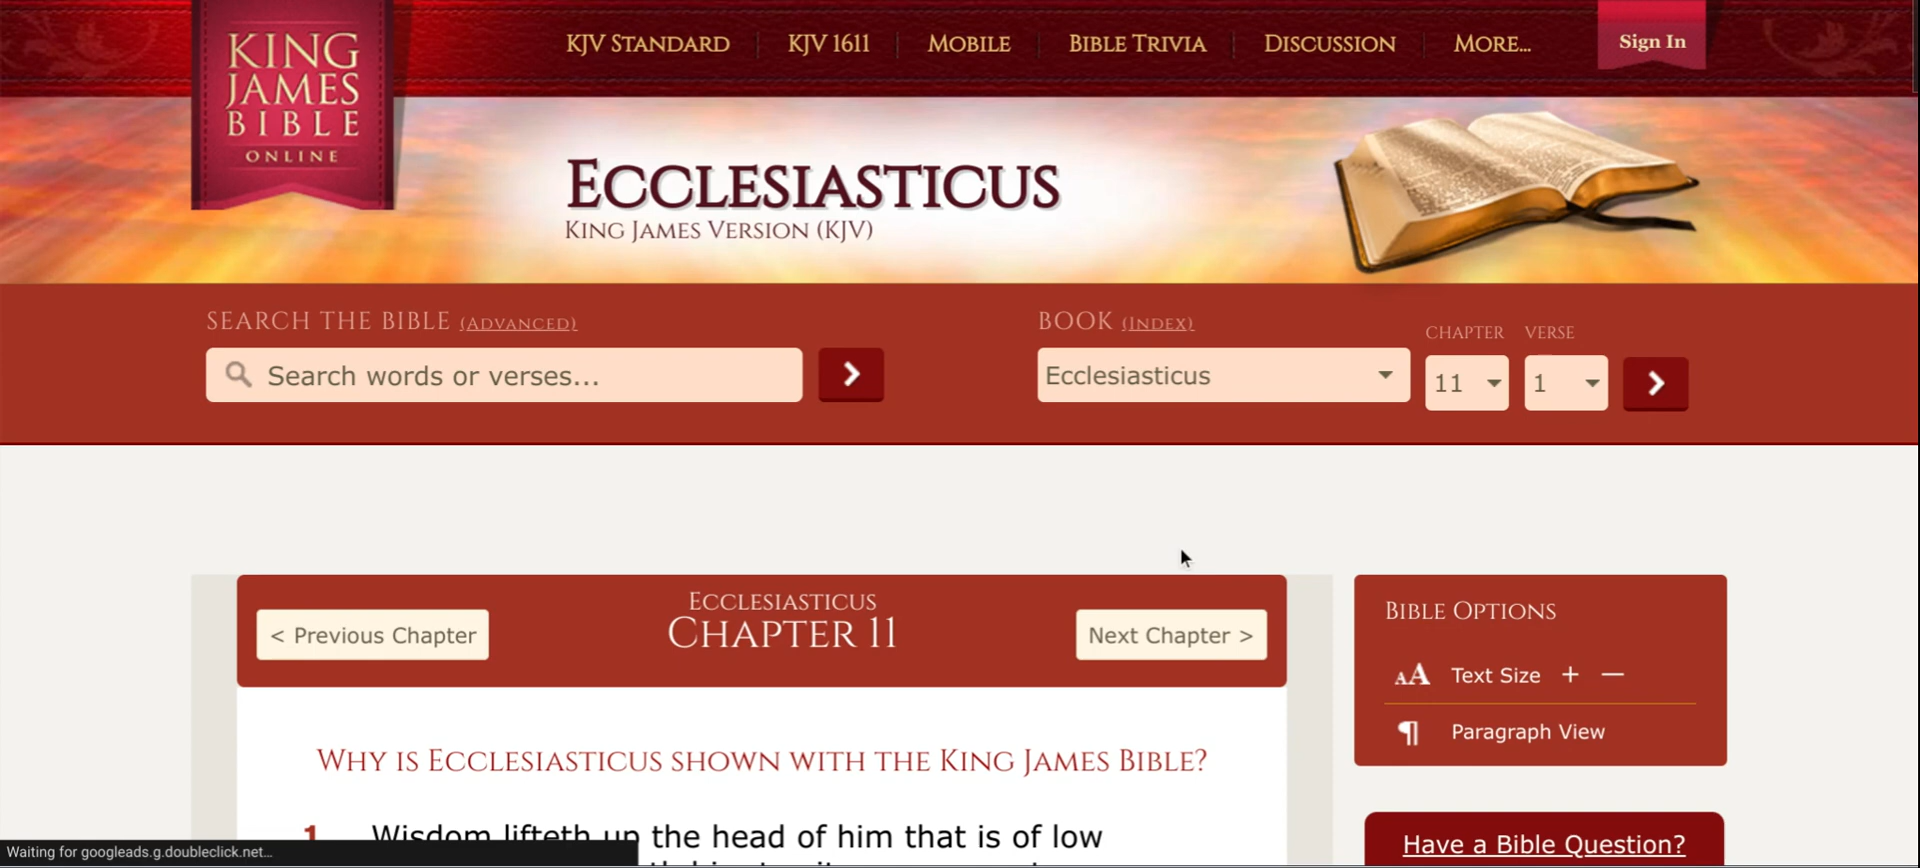 KING
JAMES
BIBLE
ONLINE
KJV STANDARD
KJV 1611
MOBILE
BIBLE TRIVIA
DISCUSSION
MORE...
Sign In
ECCLESIASTICUS
KING JAMES VERSION (KJV)
SEARCH THE BIBLE (ADVANCED)
Search words or verses...
BOOK (INDEX)
Ecclesiasticus
CHAPTER
11
VERSE
1
< Previous Chapter
ECCLESIASTICUS
CHAPTER 11
Next Chapter >
BIBLE OPTIONS
AA Text Size + —
¶ Paragraph View
WHY IS ECCLESIASTICUS SHOWN WITH THE KING JAMES BIBLE?
1 Wisdom lifteth up the head of him that is of low
Have a Bible Question?
Waiting for googleads.g.doubleclick.net...